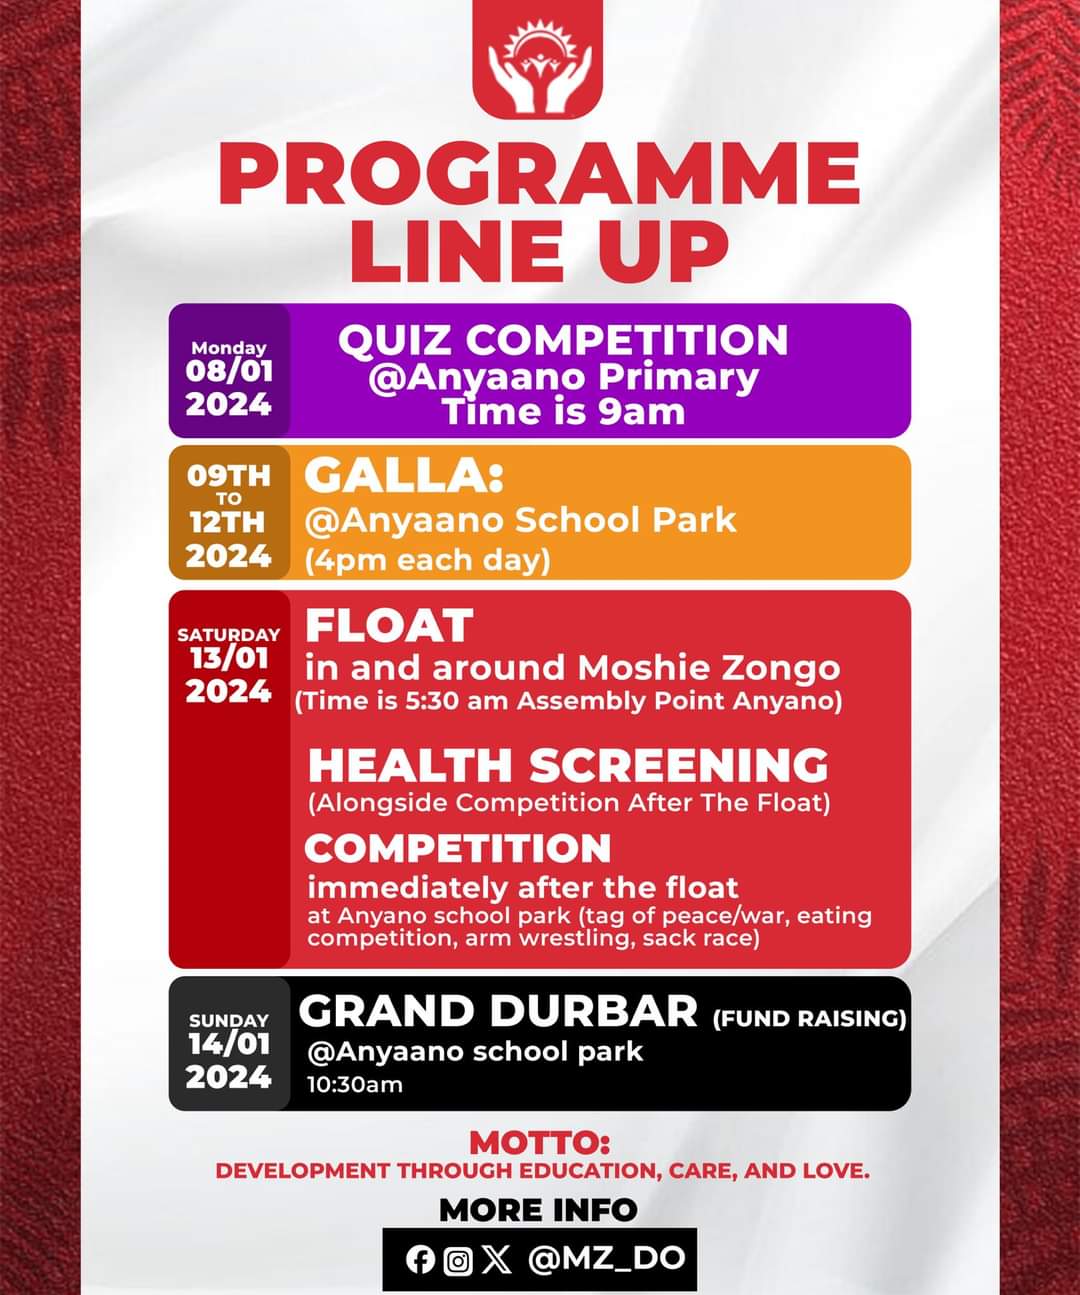 PROGRAMME
LINE UP
Monday
08/01
2024
QUIZ COMPETITION
@Anyaano Primary
Time is 9am
09TH
TO
12TH
2024
GALLA:
@Anyaano School Park
(4pm each day)
SATURDAY
13/01
2024
FLOAT
in and around Moshie Zongo
(Time is 5:30 am Assembly Point Anyano)
HEALTH SCREENING
(Alongside Competition After The Float)
COMPETITION
immediately after the float
at Anyano school park (tag of peace/war, eating
competition, arm wrestling, sack race)
SUNDAY
14/01
2024
GRAND DURBAR (FUND RAISING)
@Anyaano school park
10:30am
MOTTO:
DEVELOPMENT THROUGH EDUCATION, CARE, AND LOVE.
MORE INFO
@MZ_DO